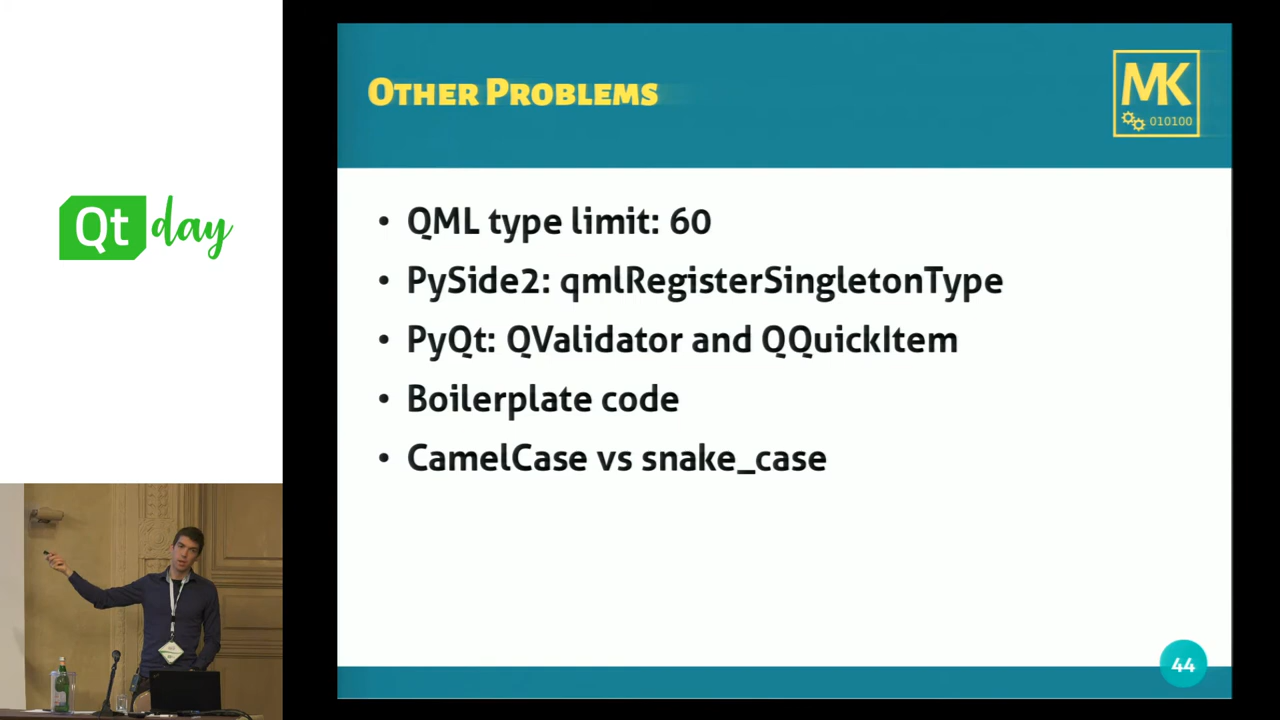 Qt day
OTHER PROBLEMS
MK
010100
• QML type limit: 60
• PySide2: qmlRegisterSingletonType
• PyQt: QValidator and QQuickItem
• Boilerplate code
• CamelCase vs snake_case
44